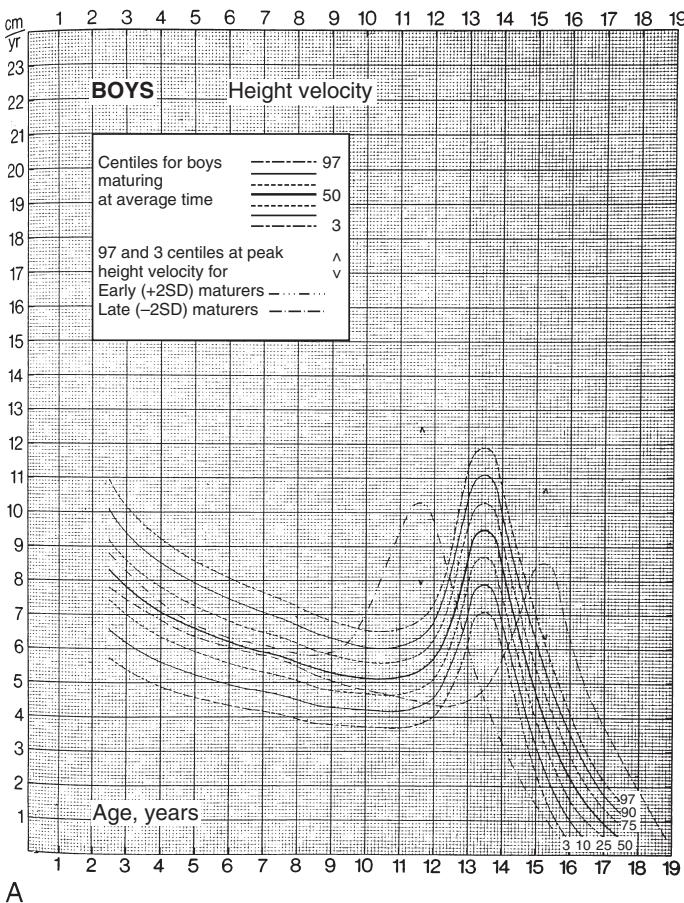 cm
yr
1 2 3 4 5 6 7 8 9 10 11 12 13 14 15 16 17 18 19
23
22
21
20
19
18
17
16
15
14
13
12
11
10
9
8
7
6
5
4
3
2
1
BOYS Height velocity
Centiles for boys 97
maturing
50
at average time
3
97 and 3 centiles at peak ^
height velocity for v
Early (+2SD) maturers
Late (−2SD) maturers
97
90
75
3 10 25 50
Age, years
1 2 3 4 5 6 7 8 9 10 11 12 13 14 15 16 17 18 19
A